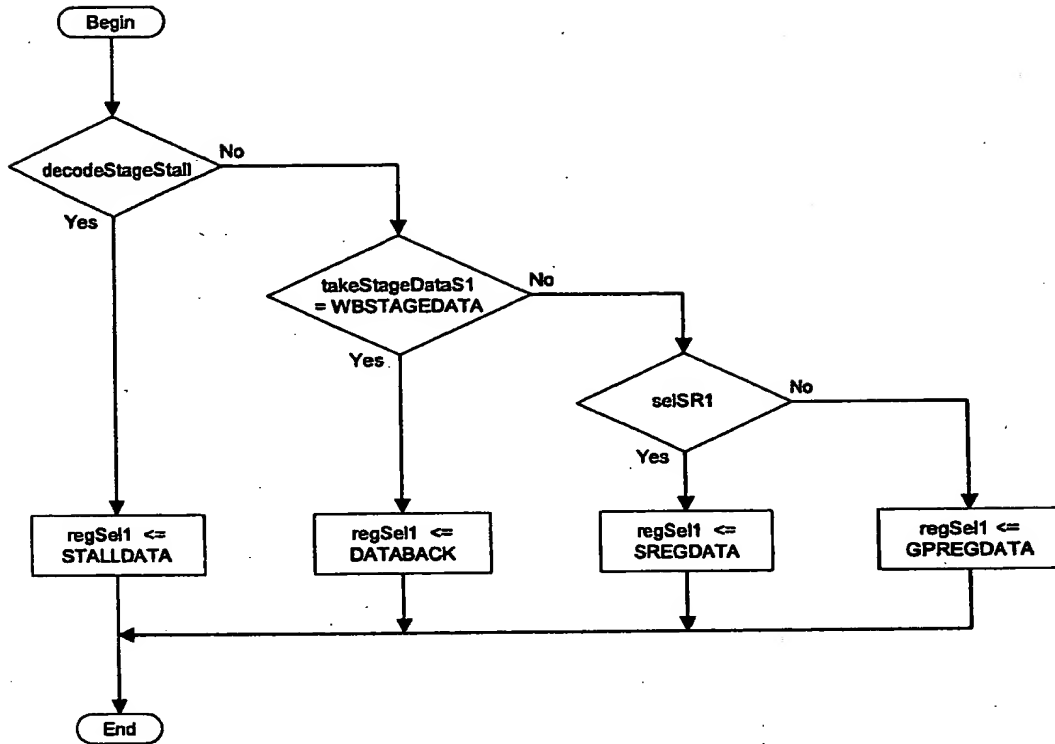 Begin
decodeStageStall
No
Yes
takeStageDataS1
= WBSTAGEDATA
No
Yes
selSR1
No
Yes
regSel1 <=
STALLDATA
regSel1 <=
DATABACK
regSel1 <=
SREGDATA
regSel1 <=
GPREGDATA
End